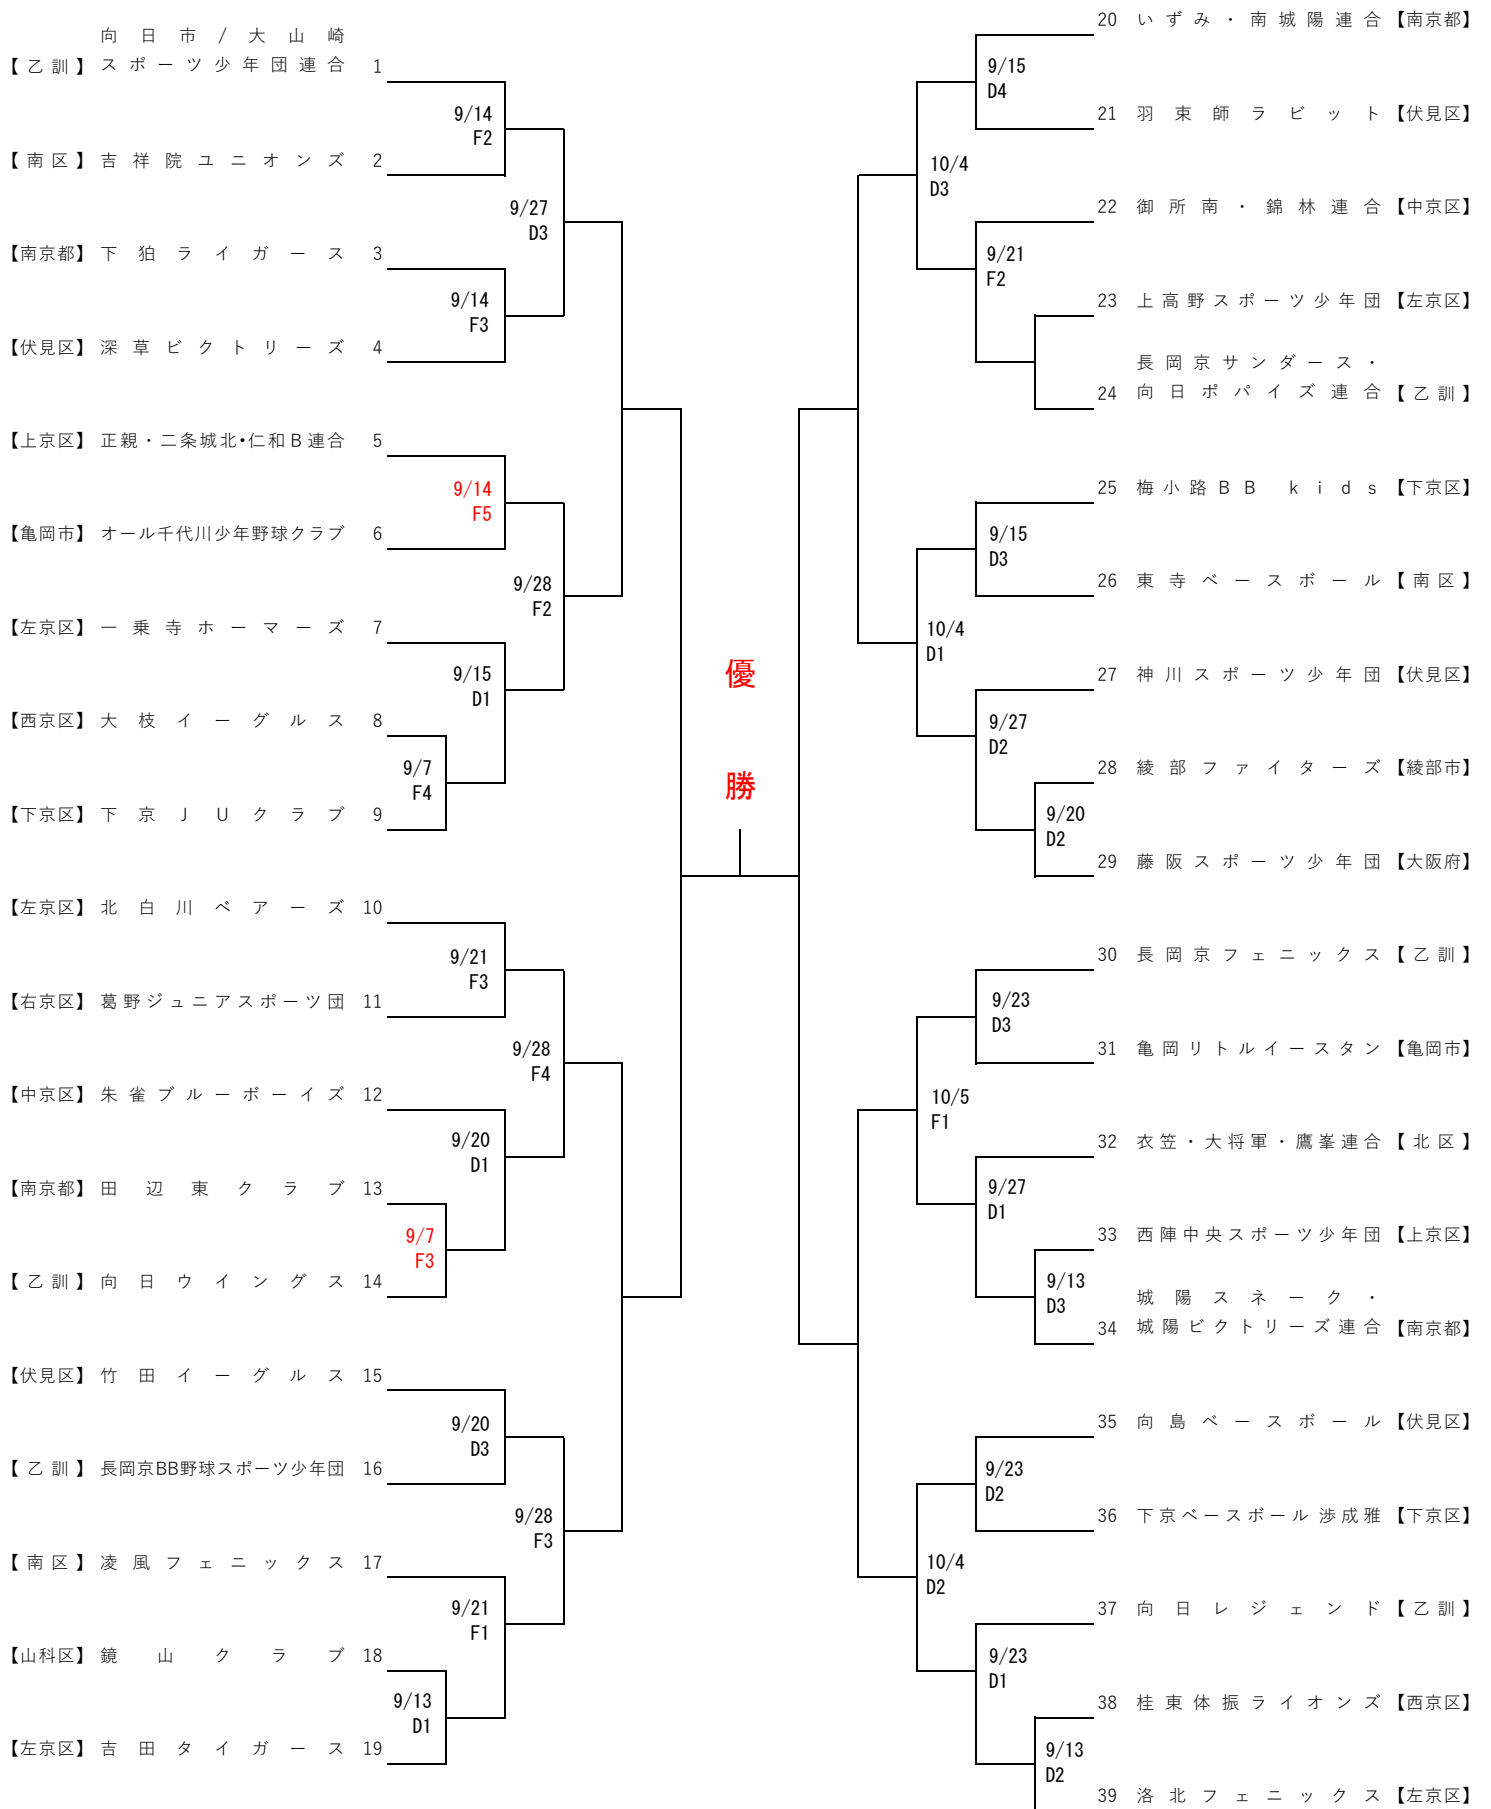 向日市/大山崎
【乙訓】スポーツ少年団連合 1
9/14
F2
【南区】吉祥院ユニオンズ 2
9/27
D3
【南京都】下狛ライガース 3
9/14
F3
【伏見区】深草ビクトリーズ 4
【上京区】正親・二条城北・仁和B連合 5
9/14
F5
【亀岡市】オール千代川少年野球クラブ 6
9/28
F2
【左京区】一乗寺ホーマーズ 7
9/15
D1
【西京区】大枝イーグルス 8
9/7
F4
【下京区】下京JUクラブ 9
【左京区】北白川ベアーズ 10
9/21
F3
【右京区】葛野ジュニアスポーツ団 11
9/28
F4
【中京区】朱雀ブルーボーイズ 12
9/20
D1
【南京都】田辺東クラブ 13
9/7
F3
【乙訓】向日ウイングス 14
【伏見区】竹田イーグルス 15
9/20
D3
【乙訓】長岡京BB野球スポーツ少年団 16
9/28
F3
【南区】凌風フェニックス 17
9/21
F1
【山科区】鏡山クラブ 18
9/13
D1
【左京区】吉田タイガース 19
優
勝
20 いずみ・南城陽連合【南京都】
9/15
D4
21 羽束師ラビット【伏見区】
10/4
D3
22 御所南・錦林連合【中京区】
9/21
F2
23 上高野スポーツ少年団【左京区】
長岡京サンダース・
24 向日ポパイズ連合【乙訓】
25 梅小路BB kids【下京区】
9/15
D3
26 東寺ベースボール【南区】
10/4
D1
27 神川スポーツ少年団【伏見区】
9/27
D2
28 綾部ファイターズ【綾部市】
9/20
D2
29 藤阪スポーツ少年団【大阪府】
30 長岡京フェニックス【乙訓】
9/23
D3
31 亀岡リトルイースタン【亀岡市】
10/5
F1
32 衣笠・大将軍・鷹峯連合【北区】
9/27
D1
33 西陣中央スポーツ少年団【上京区】
9/13
D3
城陽スネーク・
34 城陽ビクトリーズ連合【南京都】
35 向島ベースボール【伏見区】
9/23
D2
36 下京ベースボール渉成雅【下京区】
10/4
D2
37 向日レジェンド【乙訓】
9/23
D1
38 桂東体振ライオンズ【西京区】
9/13
D2
39 洛北フェニックス【左京区】